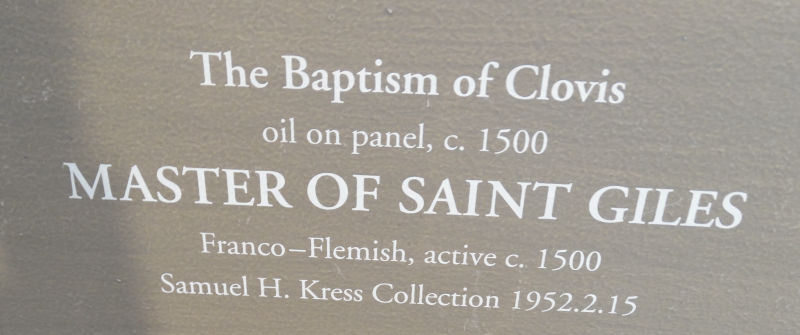 The Baptism of Clovis
oil on panel, c. 1500
MASTER OF SAINT GILES
Franco–Flemish, active c. 1500
Samuel H. Kress Collection 1952.2.15